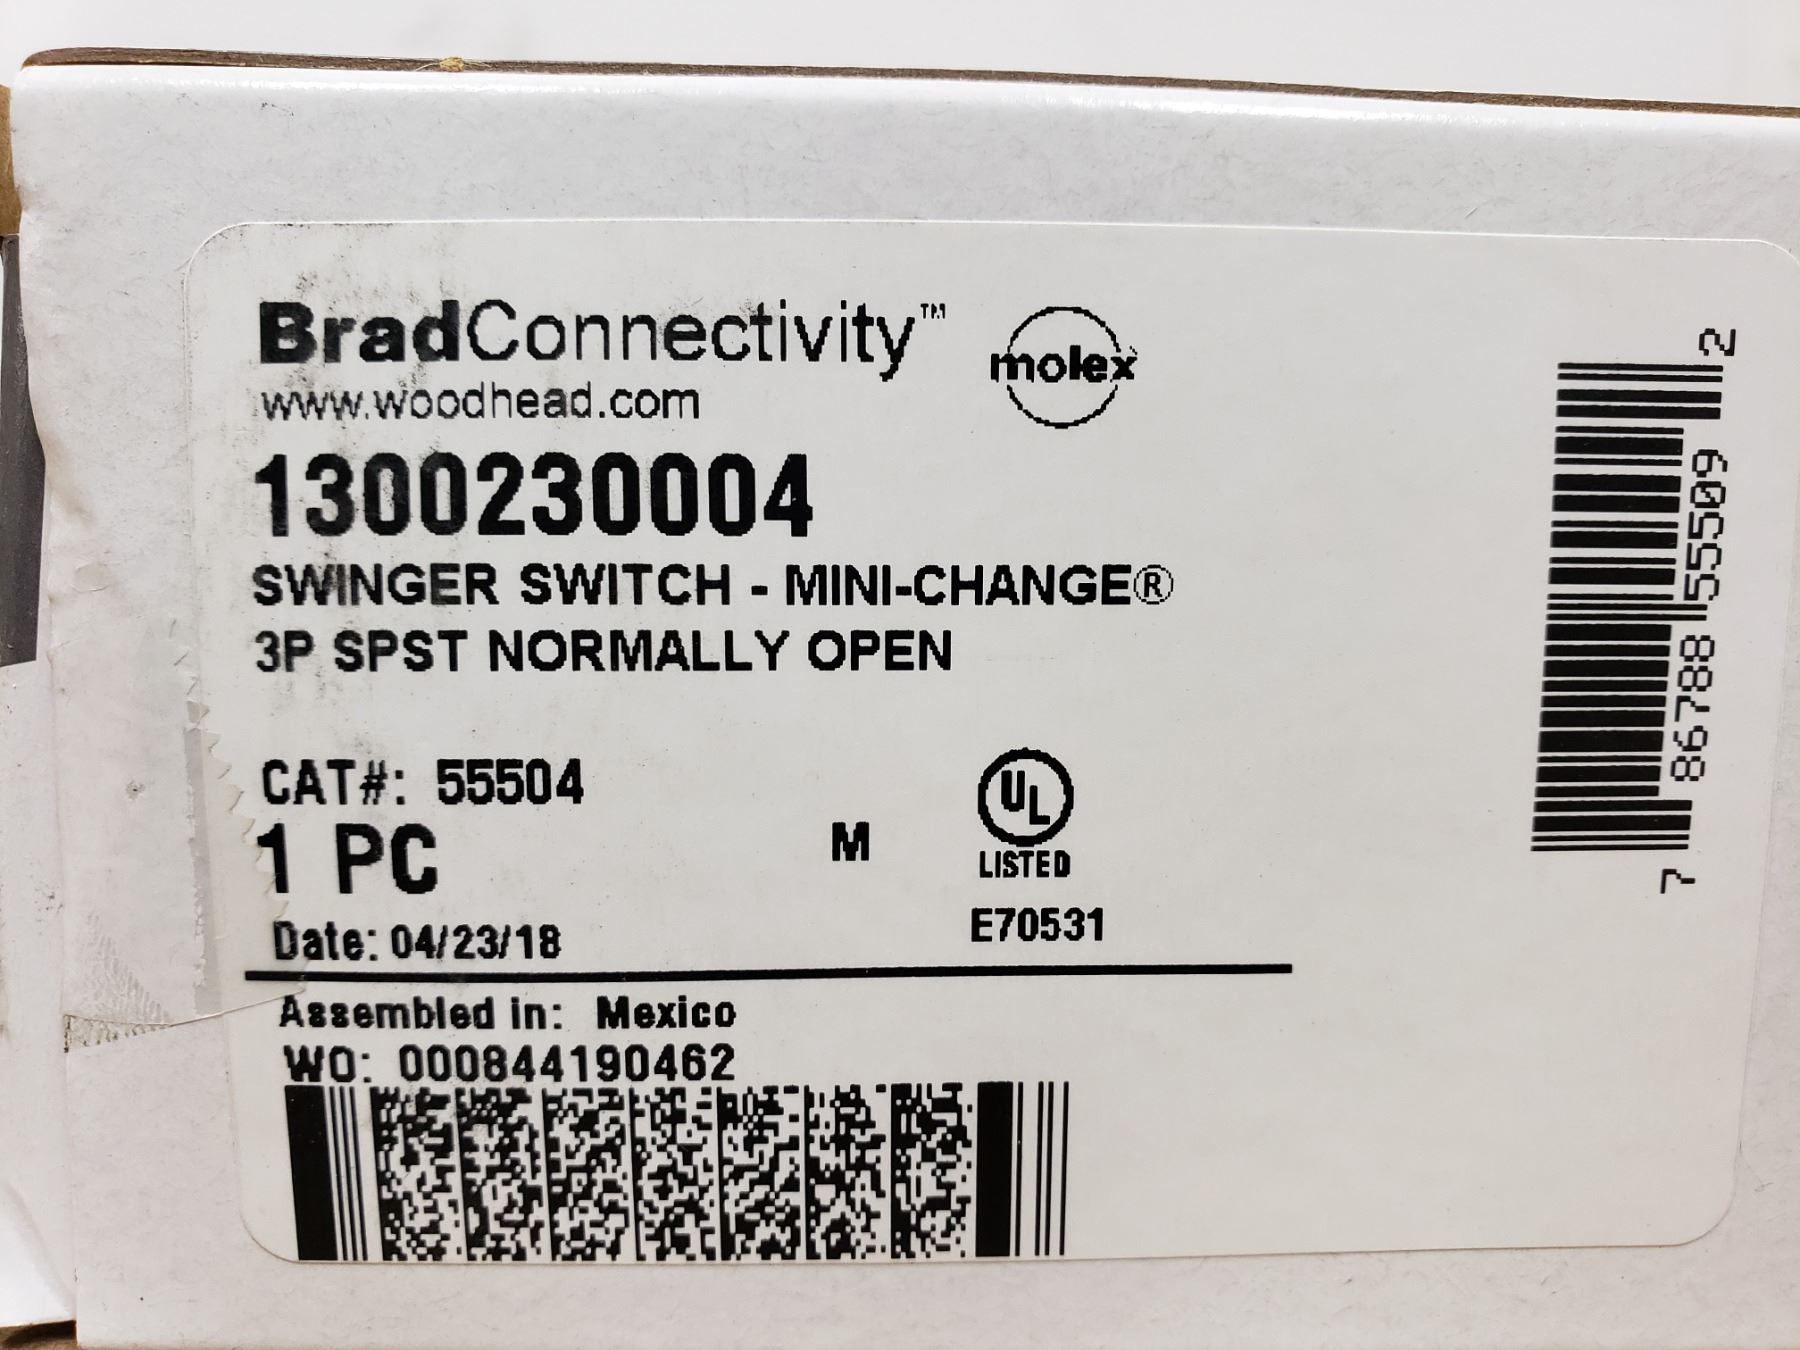 BradConnectivity™
molex
www.woodhead.com
1300230004
SWINGER SWITCH - MINI-CHANGE®
3P SPST NORMALLY OPEN
CAT#: 55504
1 PC
M
UL
LISTED
E70531
Date: 04/23/18
Assembled in: Mexico
WO: 000844190462
7 86788 55509 2